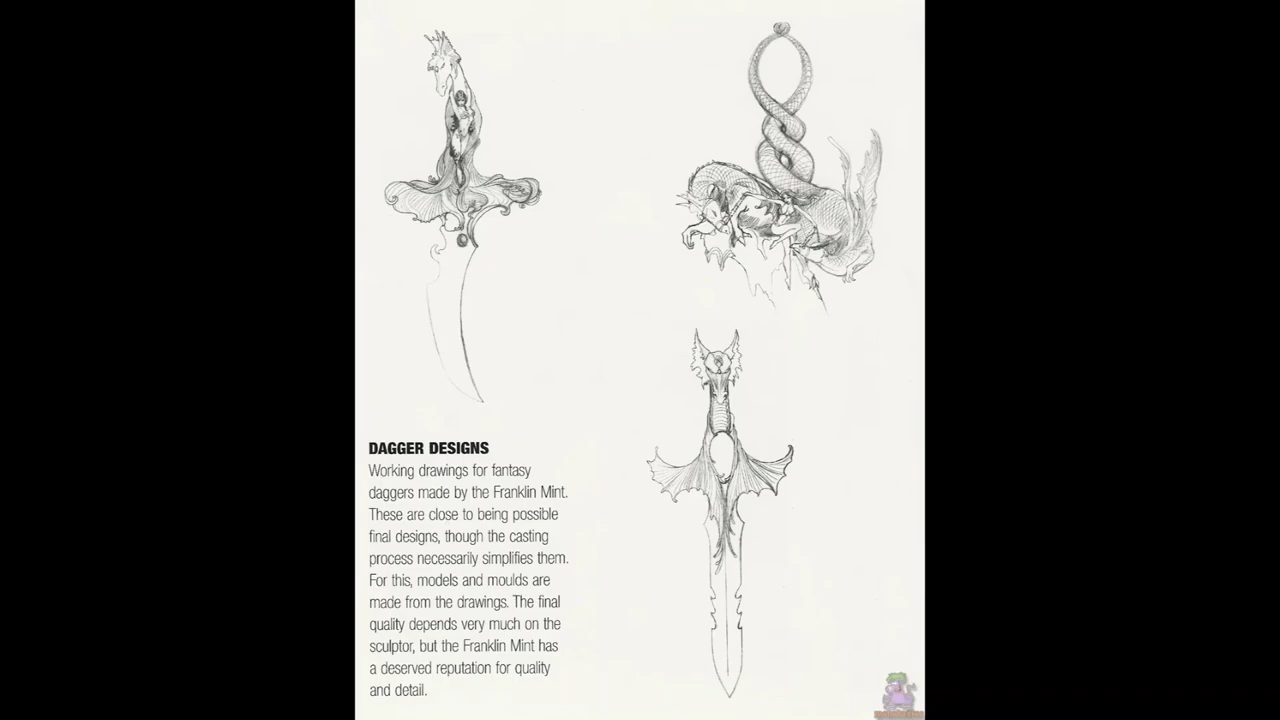 DAGGER DESIGNS
Working drawings for fantasy
daggers made by the Franklin Mint.
These are close to being possible
final designs, though the casting
process necessarily simplifies them.
For this, models and moulds are
made from the drawings. The final
quality depends very much on the
sculptor, but the Franklin Mint has
a deserved reputation for quality
and detail.